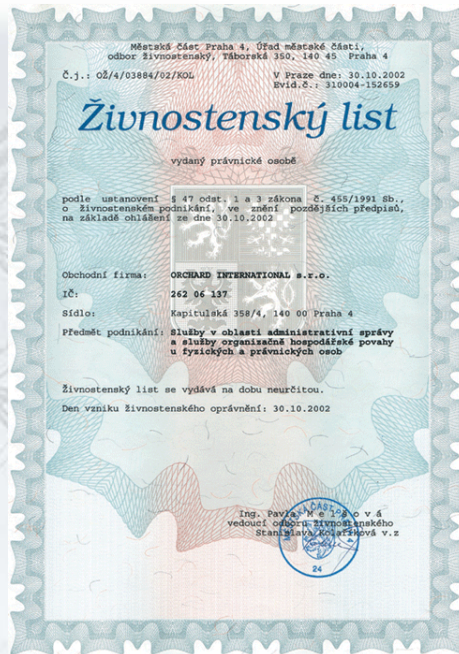 Městská část Praha 4, Úřad městské části,
odbor živnostenský, Táborská 350, 140 45 Praha 4
Č.j.: OŽ/4/03884/02/KOL
V Praze dne: 30.10.2002
Evid.č.: 310004-152659
Živnostenský list
vydaný právnické osobě
podle ustanovení § 47 odst. 1 a 3 zákona č. 455/1991 Sb.,
o živnostenském podnikání, ve znění pozdějších předpisů,
na základě ohlášení ze dne 30.10.2002
Obchodní firma: ORCHARD INTERNATIONAL s.r.o.
IČ: 262 06 137
Sídlo: Kapitulská 358/4, 140 00 Praha 4
Předmět podnikání: Služby v oblasti administrativní správy
a služby organizačně hospodářské povahy
u fyzických a právnických osob
Živnostenský list se vydává na dobu neurčitou.
Den vzniku živnostenského oprávnění: 30.10.2002
Ing. Pavla
vedoucí odboru živnostenského
Stanislava Kolaříková v.z
24